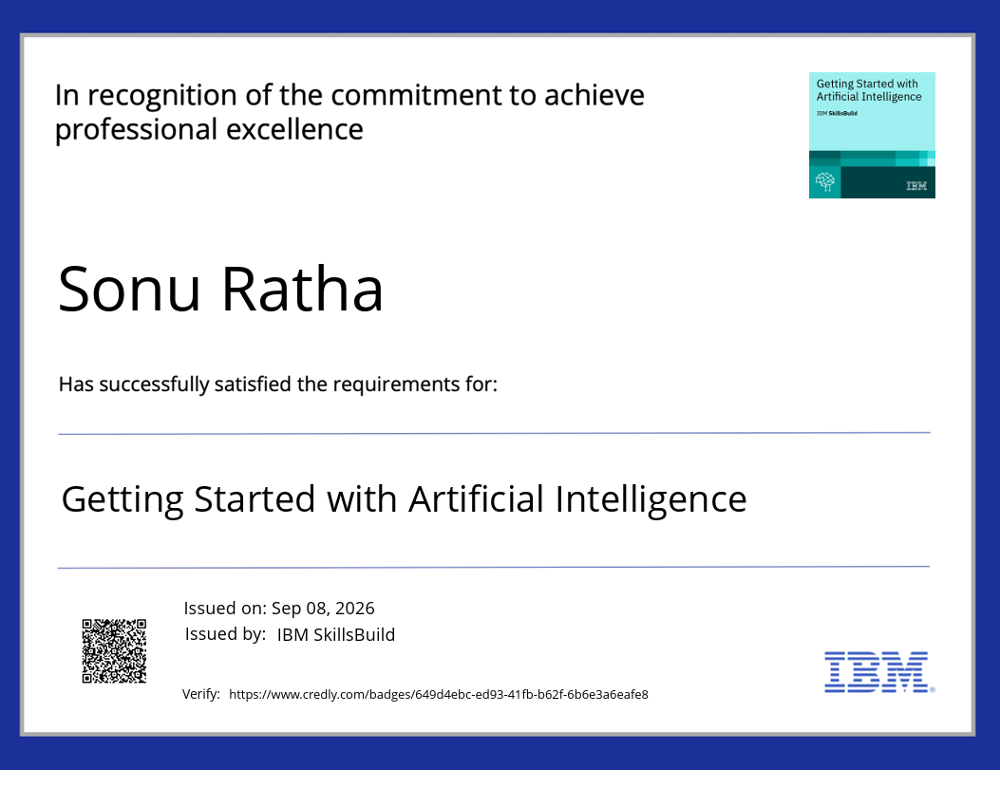 In recognition of the commitment to achieve
professional excellence
Getting Started with
Artificial Intelligence
IBM SkillsBuild
IBM
Sonu Ratha
Has successfully satisfied the requirements for:
Getting Started with Artificial Intelligence
Issued on: Sep 08, 2026
Issued by: IBM SkillsBuild
Verify: https://www.credly.com/badges/649d4ebc-ed93-41fb-b62f-6b6e3a6eafe8
IBM®